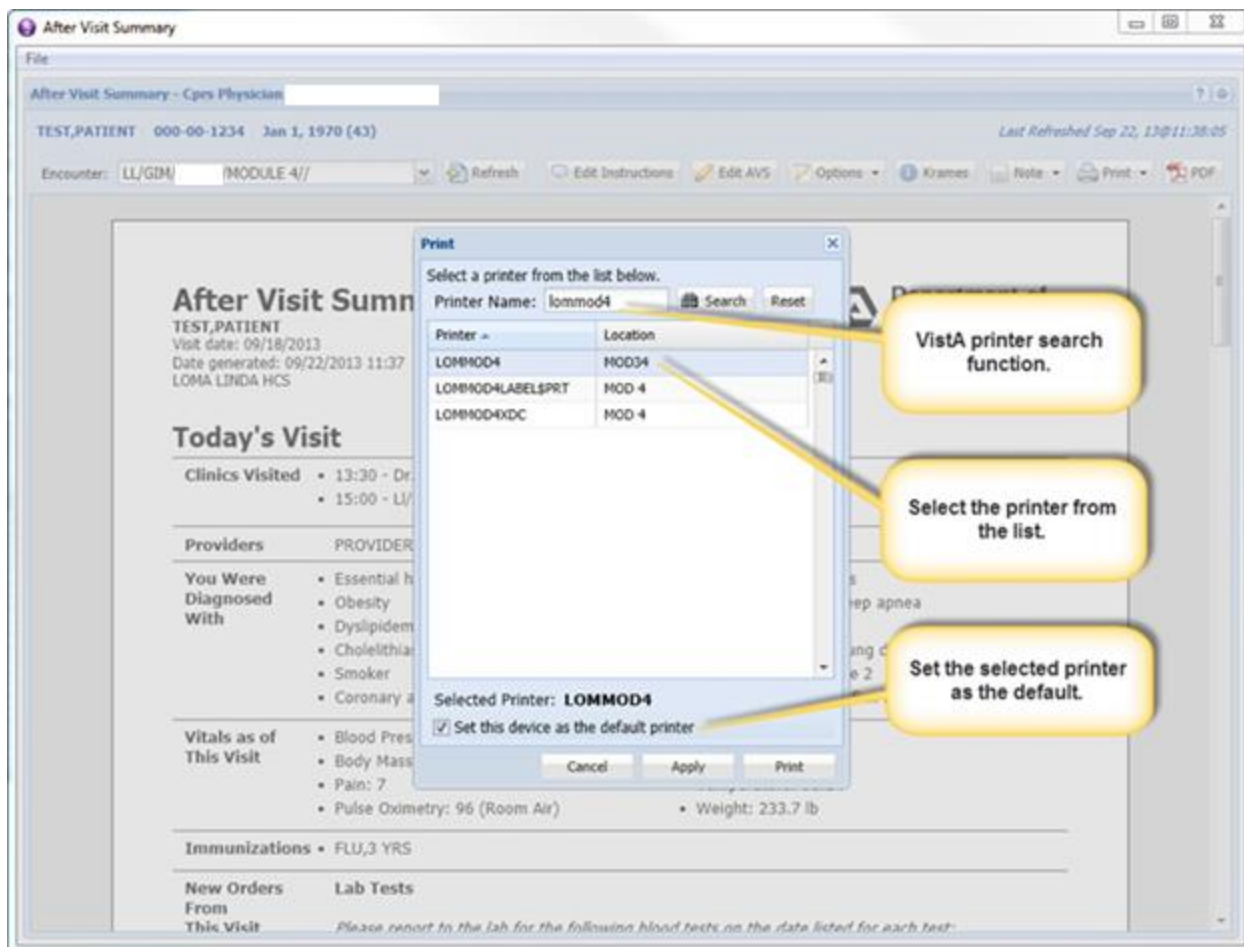 After Visit Summary
File
After Visit Summary - Cprs Physician
TEST,PATIENT 000-00-1234 Jan 1, 1970 (43) Last Refreshed Sep 22, 13@11:38:05
Encounter: LL/GIM/ /MODULE 4// Refresh Edit Instructions Edit AVS Options Krames Note Print PDF
Print
Select a printer from the list below.
Printer Name: lommod4 Search Reset
Printer Location
LOMMOD4 MOD34
LOMMOD4LABEL$PRT MOD 4
LOMMOD4XDC MOD 4
Selected Printer: LOMMOD4
Set this device as the default printer
Cancel Apply Print
VistA printer search
function.
Select the printer from
the list.
Set the selected printer
as the default.
After Visit Summ
TEST,PATIENT
Visit date: 09/18/2013
Date generated: 09/22/2013 11:37
LOMA LINDA HCS
Today's Visit
Clinics Visited • 13:30 - Dr.
• 15:00 - Ll/
Providers PROVIDER
You Were
Diagnosed
With
• Essential h
• Obesity
• Dyslipidem
• Cholelithia
• Smoker
• Coronary a
ep apnea
Vitals as of
This Visit
• Blood Pres
• Body Mass
• Pain: 7
• Pulse Oximetry: 96 (Room Air) • Weight: 233.7 lb
Immunizations • FLU,3 YRS
New Orders
From
This Visit
Lab Tests
Please report to the lab for the following blood tests on the date listed for each test: